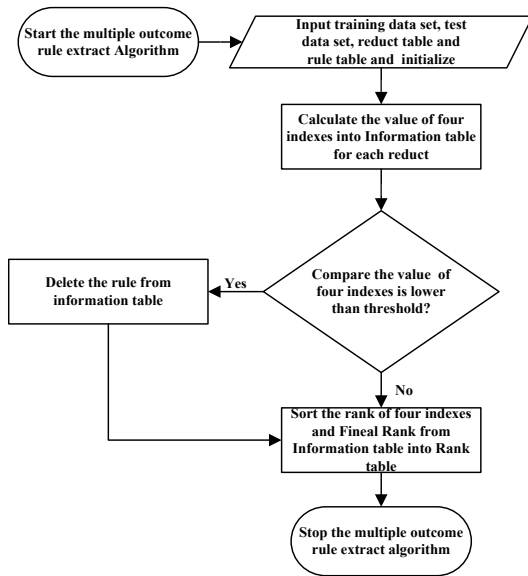 Start the multiple outcome
rule extract Algorithm
Input training data set, test
data set, reduct table and
rule table and initialize
Calculate the value of four
indexes into Information table
for each reduct
Compare the value of
four indexes is lower
than threshold?
Yes
Delete the rule from
information table
No
Sort the rank of four indexes
and Fineal Rank from
Information table into Rank
table
Stop the multiple outcome
rule extract algorithm